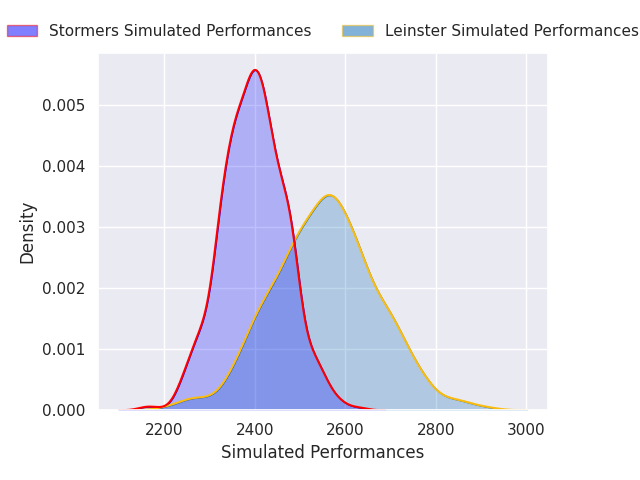 Stormers Simulated Performances Leinster Simulated Performances
0.005
0.004
0.003
0.002
0.001
0.000
Density
2200 2400 2600 2800 3000
Simulated Performances